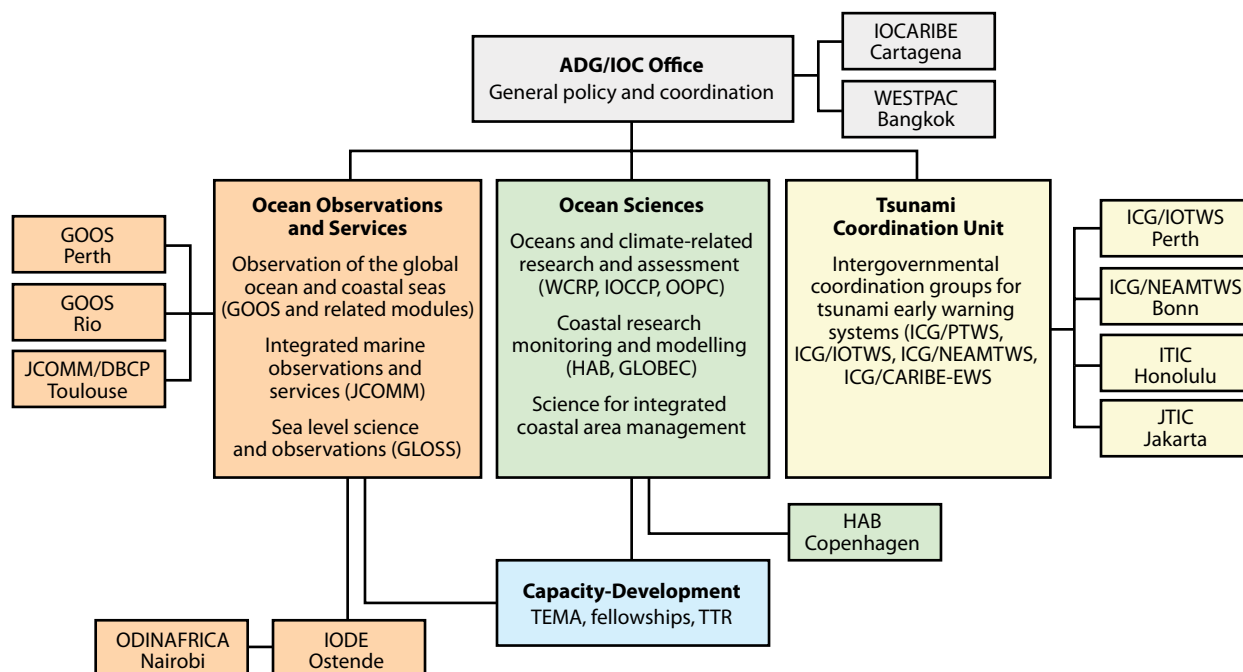 ADG/IOC Office
General policy and coordination
IOCARIBE
Cartagena
WESTPAC
Bangkok
GOOS
Perth
GOOS
Rio
JCOMM/DBCP
Toulouse
Ocean Observations
and Services
Observation of the global
ocean and coastal seas
(GOOS and related modules)
Integrated marine
observations and
services (JCOMM)
Sea level science
and observations (GLOSS)
Ocean Sciences
Oceans and climate-related
research and assessment
(WCRP, IOCCP, OOPC)
Coastal research
monitoring and modelling
(HAB, GLOBEC)
Science for integrated
coastal area management
Tsunami
Coordination Unit
Intergovernmental
coordination groups for
tsunami early warning
systems (ICG/PTWS,
ICG/IOTWS, ICG/NEAMTWS,
ICG/CARIBE-EWS
ICG/IOTWS
Perth
ICG/NEAMTWS
Bonn
ITIC
Honolulu
JTIC
Jakarta
HAB
Copenhagen
Capacity-Development
TEMA, fellowships, TTR
ODINAFRICA
Nairobi
IODE
Ostende